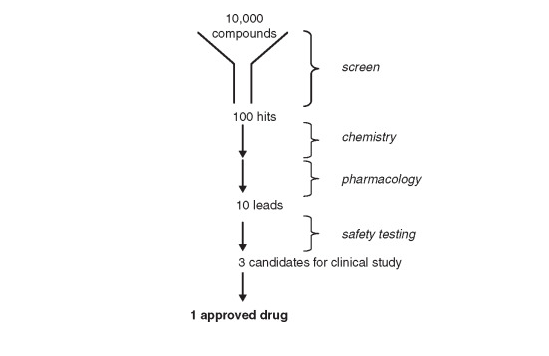 10,000
compounds
screen
100 hits
chemistry
pharmacology
10 leads
safety testing
3 candidates for clinical study
1 approved drug